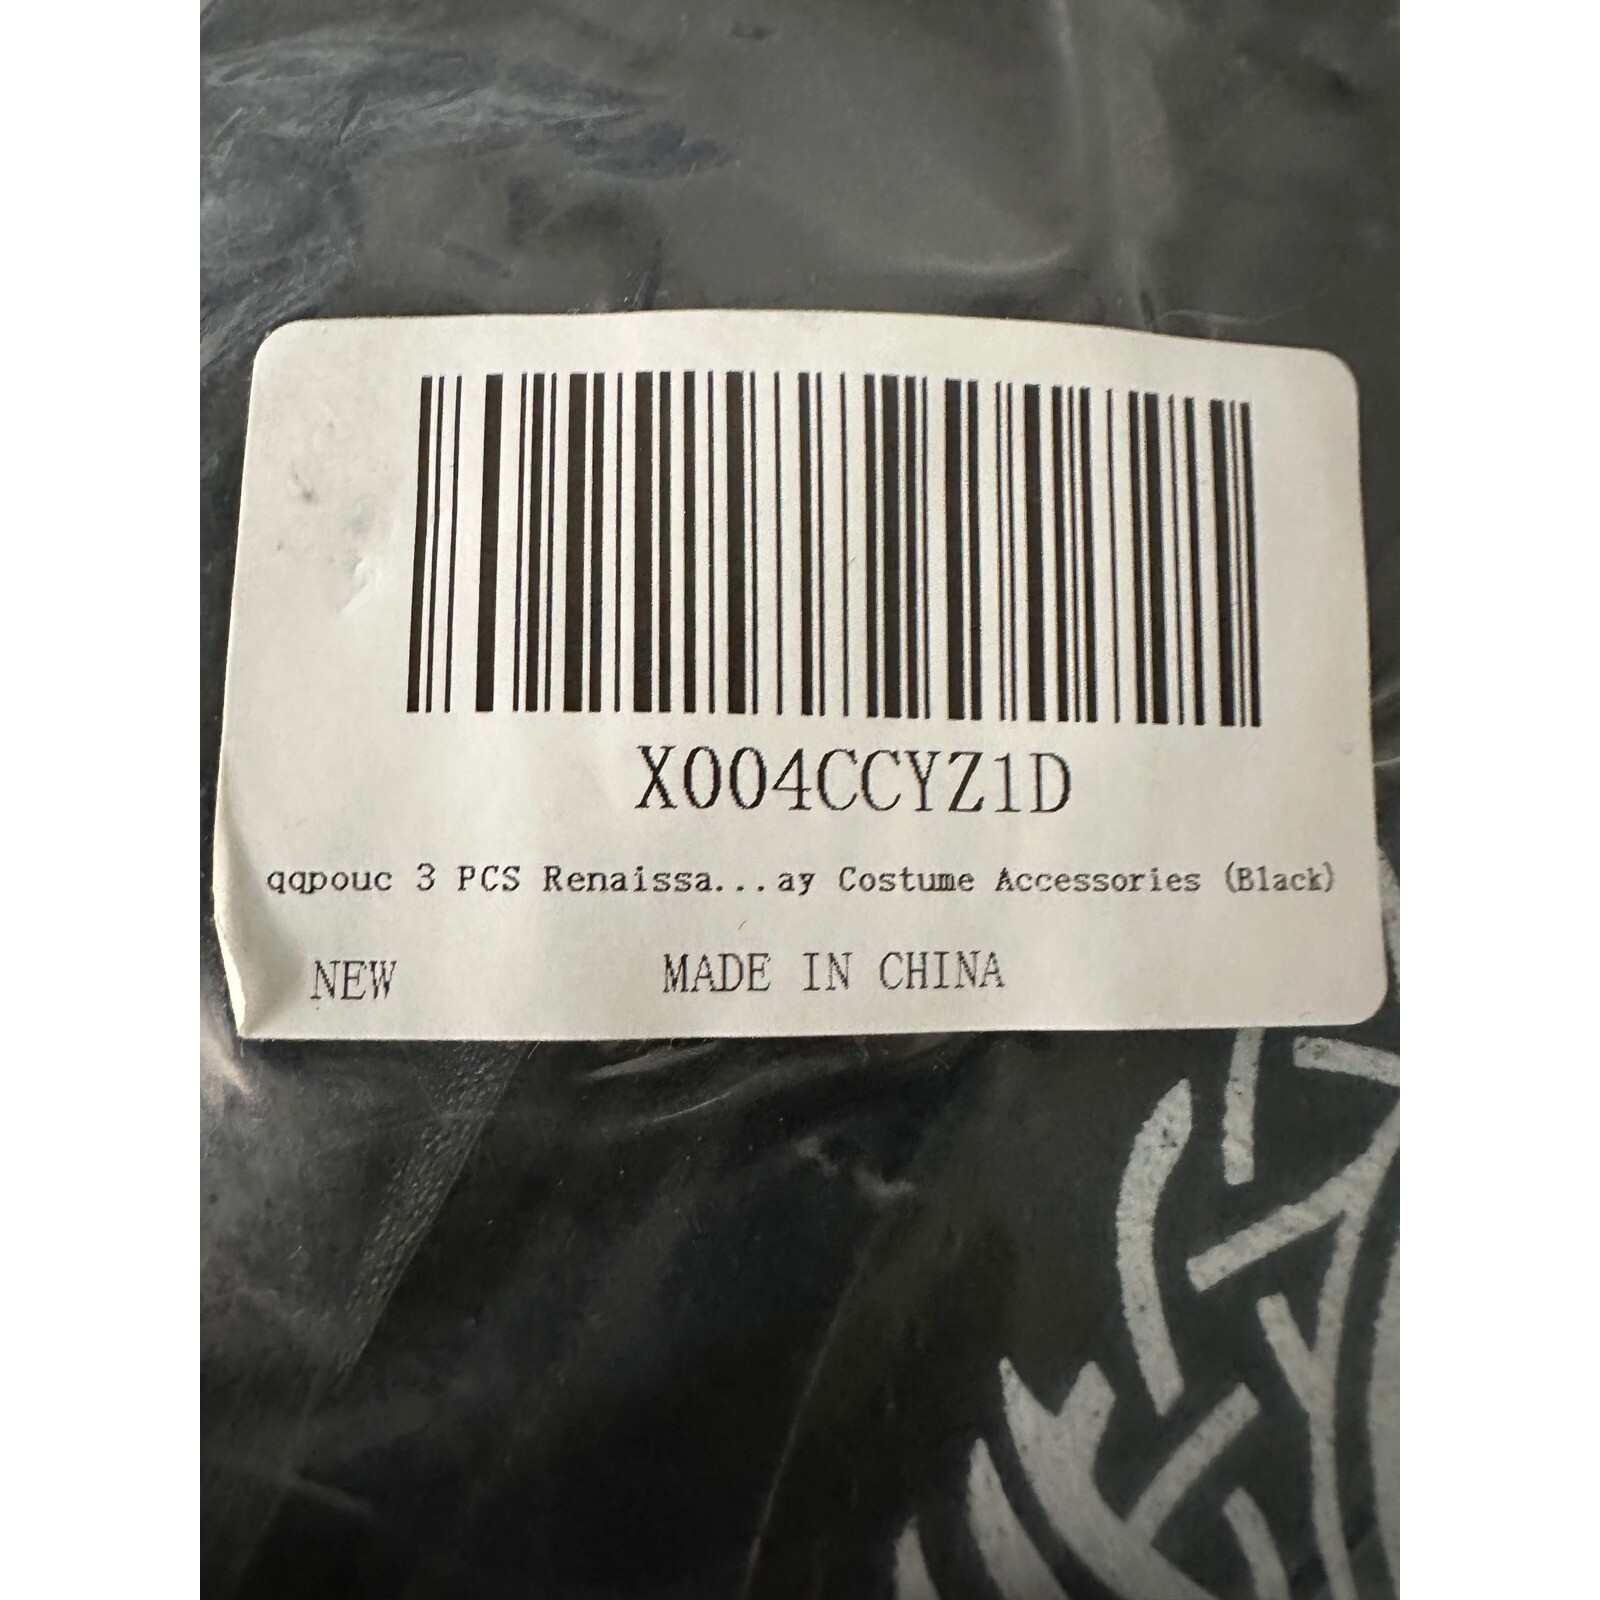 X004CCYZ1D
qqpouc 3 PCS Renaissa...ay Costume Accessories (Black)
NEW MADE IN CHINA